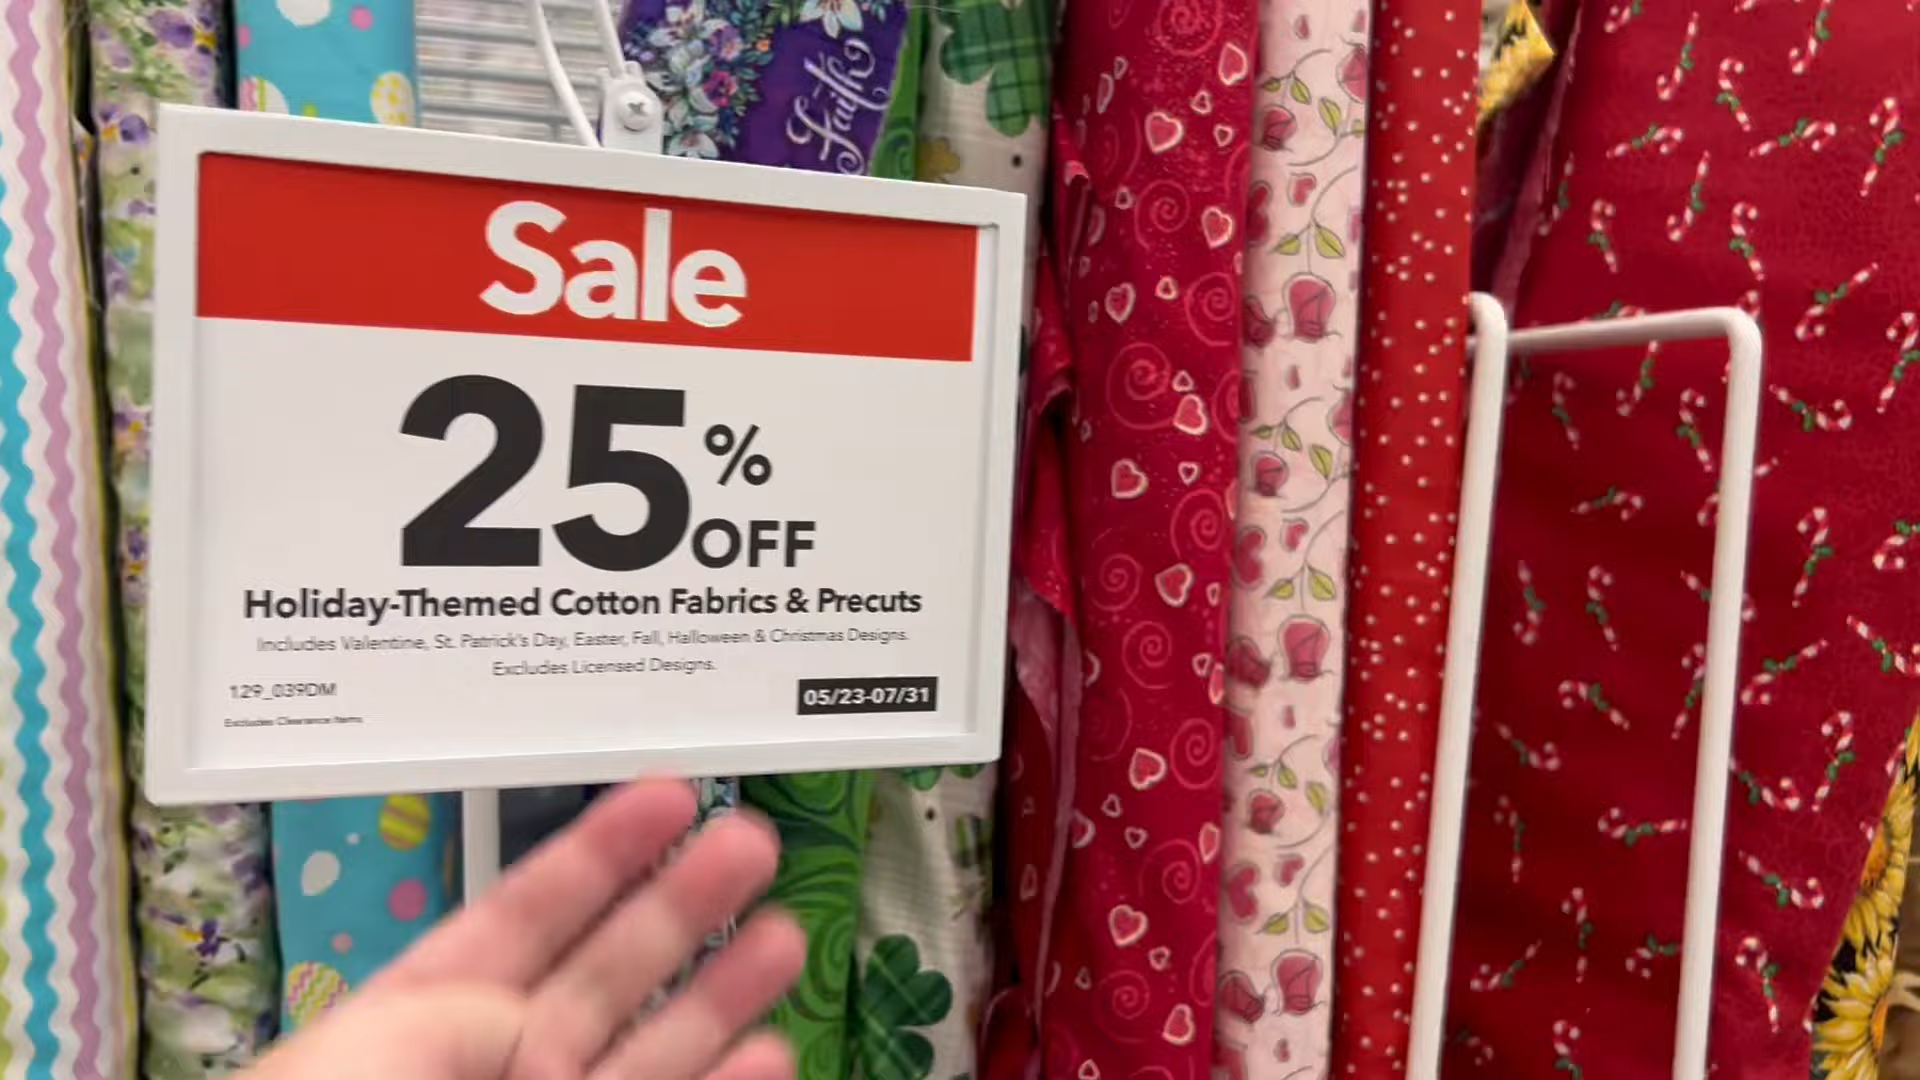 faith
Sale
25%
OFF
Holiday-Themed Cotton Fabrics & Precuts
Includes Valentine, St. Patrick's Day, Easter, Fall, Halloween & Christmas Designs.
Excludes Licensed Designs.
129_039DM
05/23-07/31
Excludes Clearance Items